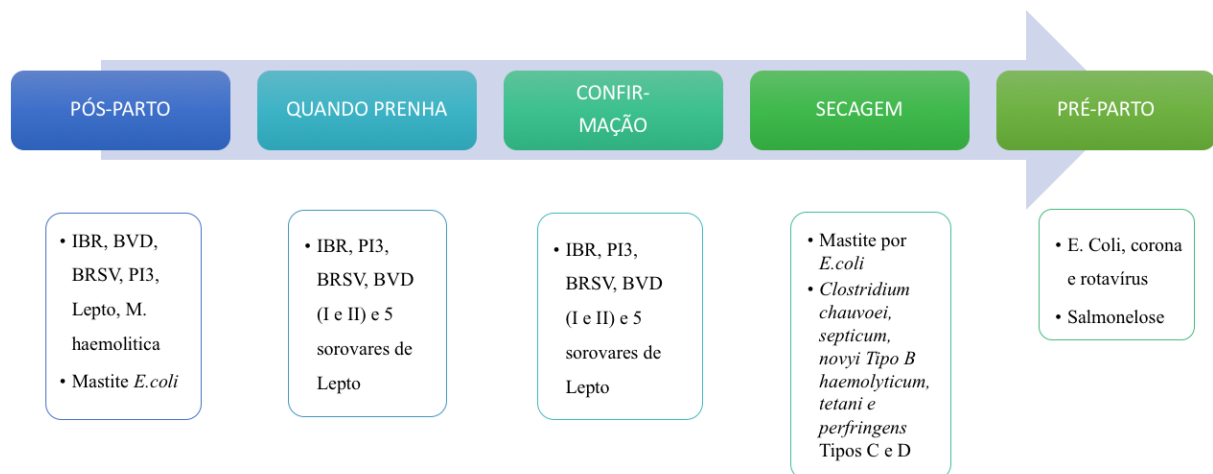 PÓS-PARTO
QUANDO PRENHA
CONFIR-
MAÇÃO
SECAGEM
PRÉ-PARTO
• IBR, BVD,
BRSV, PI3,
Lepto, M.
haemolitica
• Mastite E.coli
• IBR, PI3,
BRSV, BVD
(I e II) e 5
sorovares de
Lepto
• IBR, PI3,
BRSV, BVD
(I e II) e 5
sorovares de
Lepto
• Mastite por
E.coli
• Clostridium
chauvoei,
septicum,
novyi Tipo B
haemolyticum,
tetani e
perfringens
Tipos C e D
• E. Coli, corona
e rotavírus
• Salmonelose